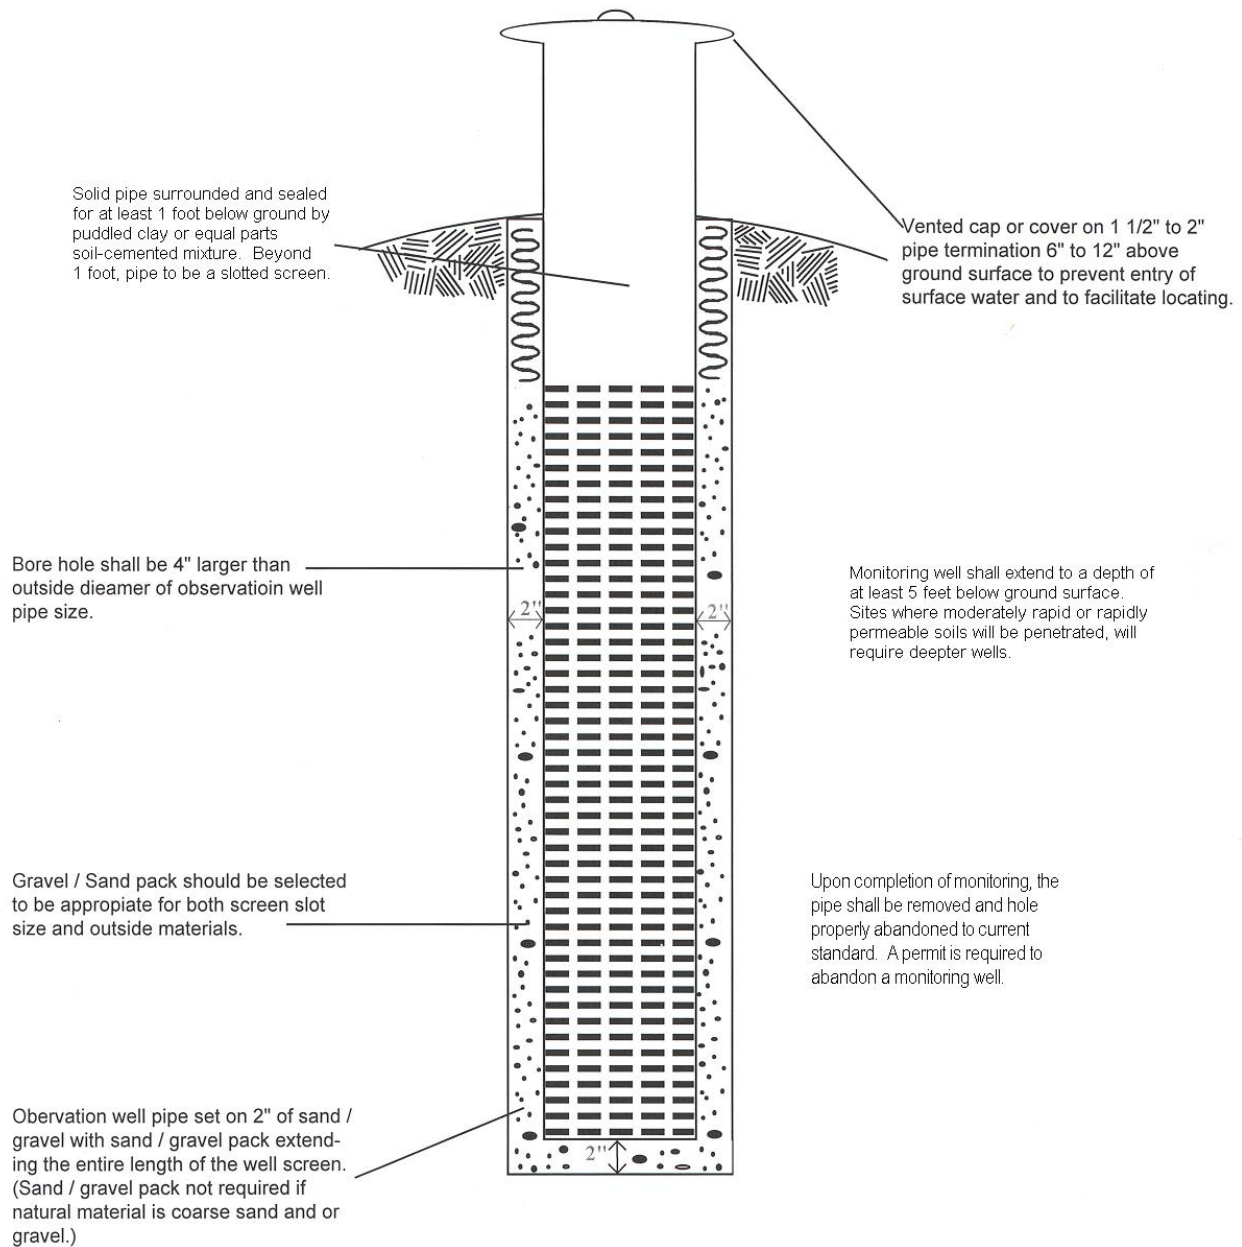 Solid pipe surrounded and sealed
for at least 1 foot below ground by
puddled clay or equal parts
soil-cemented mixture.  Beyond
1 foot, pipe to be a slotted screen.
Vented cap or cover on 1 1/2" to 2"
pipe termination 6" to 12" above
ground surface to prevent entry of
surface water and to facilitate locating.
Bore hole shall be 4" larger than
outside dieamer of observatioin well
pipe size.
2"
2"
Monitoring well shall extend to a depth of
at least 5 feet below ground surface.
Sites where moderately rapid or rapidly
permeable soils will be penetrated, will
require deepter wells.
Gravel / Sand pack should be selected
to be appropiate for both screen slot
size and outside materials.
Upon completion of monitoring, the
pipe shall be removed and hole
properly abandoned to current
standard.  A permit is required to
abandon a monitoring well.
Obervation well pipe set on 2" of sand /
gravel with sand / gravel pack extend-
ing the entire length of the well screen.
(Sand / gravel pack not required if
natural material is coarse sand and or
gravel.)
2"